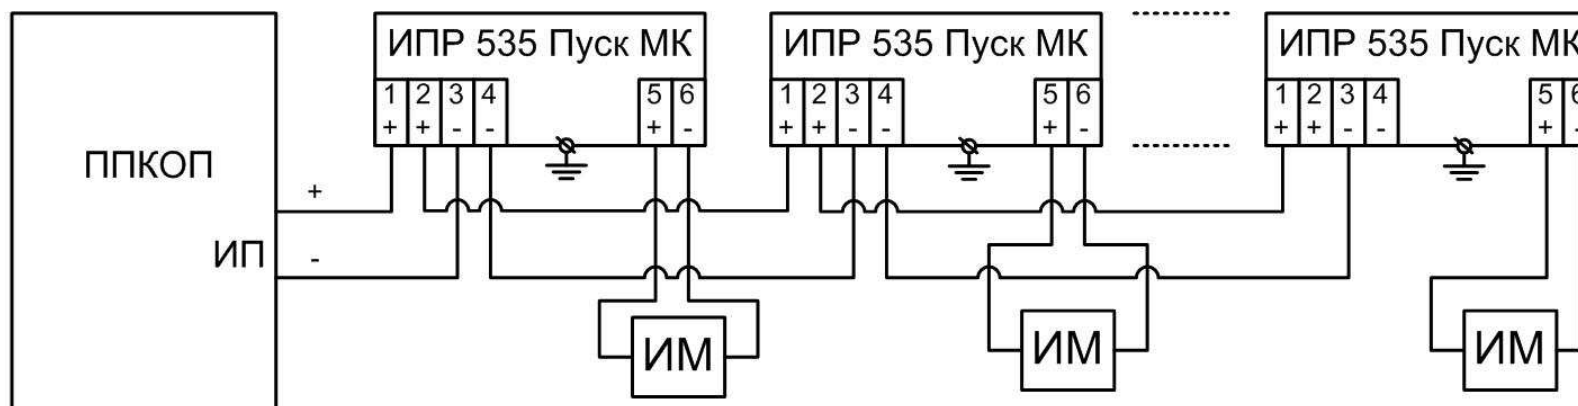 ИПР 535 Пуск МК
1 2 3 4 5 6
+ + - - + -
ИПР 535 Пуск МК
1 2 3 4 5 6
+ + - - + -
ИПР 535 Пуск МК
1 2 3 4 5 6
+ + - - +
ППКОП
+
ИП -
ИМ
ИМ
ИМ